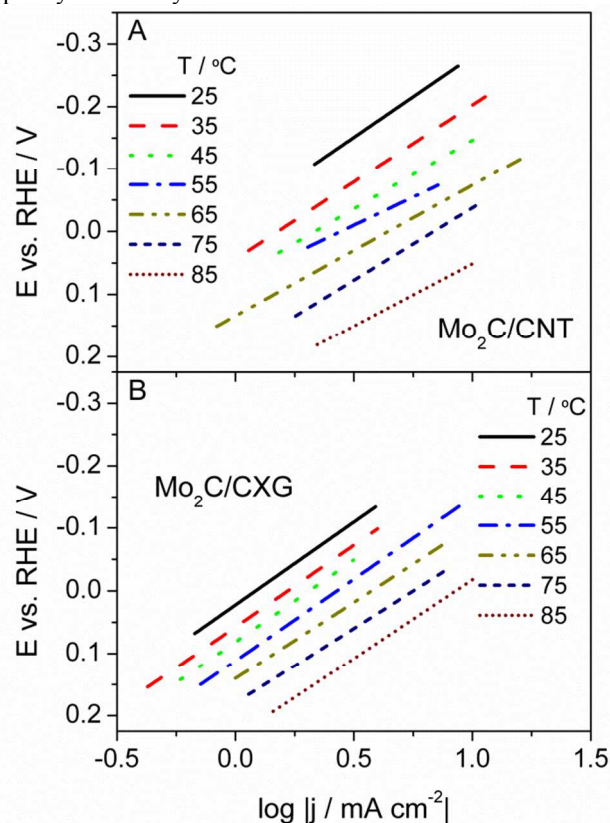 A
T / °C
25
35
45
55
65
75
85
-0.3
-0.2
-0.1
0.0
0.1
0.2
E vs. RHE / V
Mo2C/CNT
B
T / °C
25
35
45
55
65
75
85
-0.3
-0.2
-0.1
0.0
0.1
0.2
E vs. RHE / V
Mo2C/CXG
-0.5 0.0 0.5 1.0 1.5
log |j / mA cm-2|